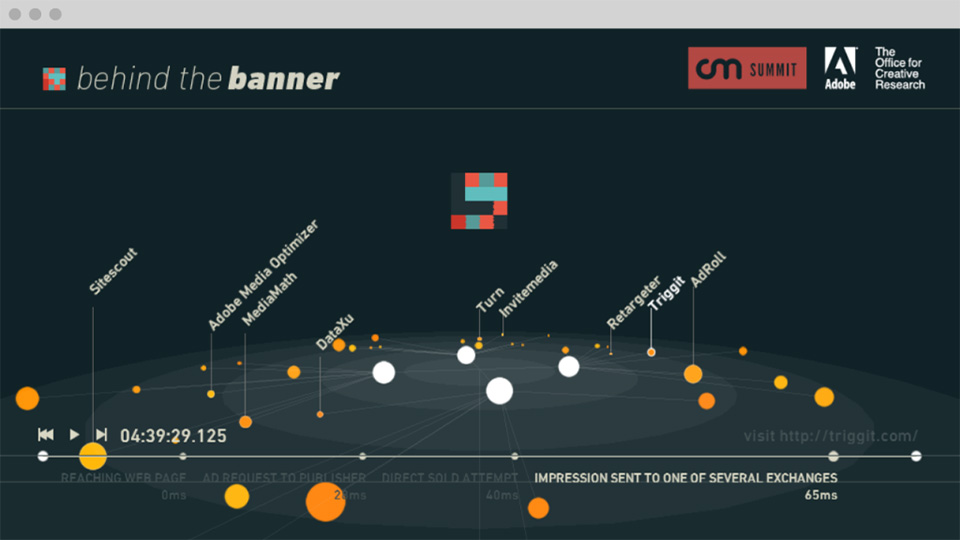 behind the banner
cm SUMMIT
Adobe
The
Office for
Creative
Research
Sitescout
Adobe Media Optimizer
MediaMath
DataXu
Turn
Invitemedia
Retargeter
Triggit
AdRoll
04:39:29.125
visit http://triggit.com/
REACHING WEB PAGE
0ms
AD REQUEST TO PUBLISHER
20ms
DIRECT SOLD ATTEMPT
40ms
IMPRESSION SENT TO ONE OF SEVERAL EXCHANGES
65ms